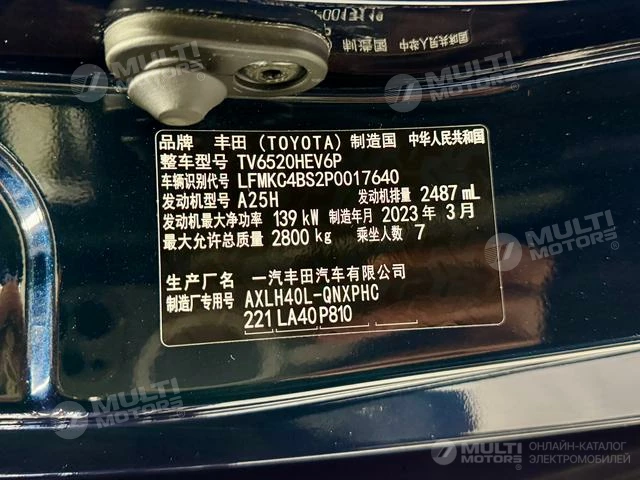 品牌 丰田 (TOYOTA) 制造国 中华人民共和国
整车型号 TV6520HEV6P
车辆识别代号 LFMKC4BS2P0017640
发动机型号 A25H 发动机排量 2487 mL
发动机最大净功率 139 kW 制造年月 2023 年 3 月
最大允许总质量 2800 kg 乘坐人数 7
生产厂名 一汽丰田汽车有限公司
制造厂专用号 AXLH40L-QNXPHC
221 LA40 P810
MULTI MOTORS®
MULTI MOTORS®
MULTI MOTORS®
MULTI MOTORS®
MULTI MOTORS® ОНЛАЙН-КАТАЛОГ
ЭЛЕКТРОМОБИЛЕЙ